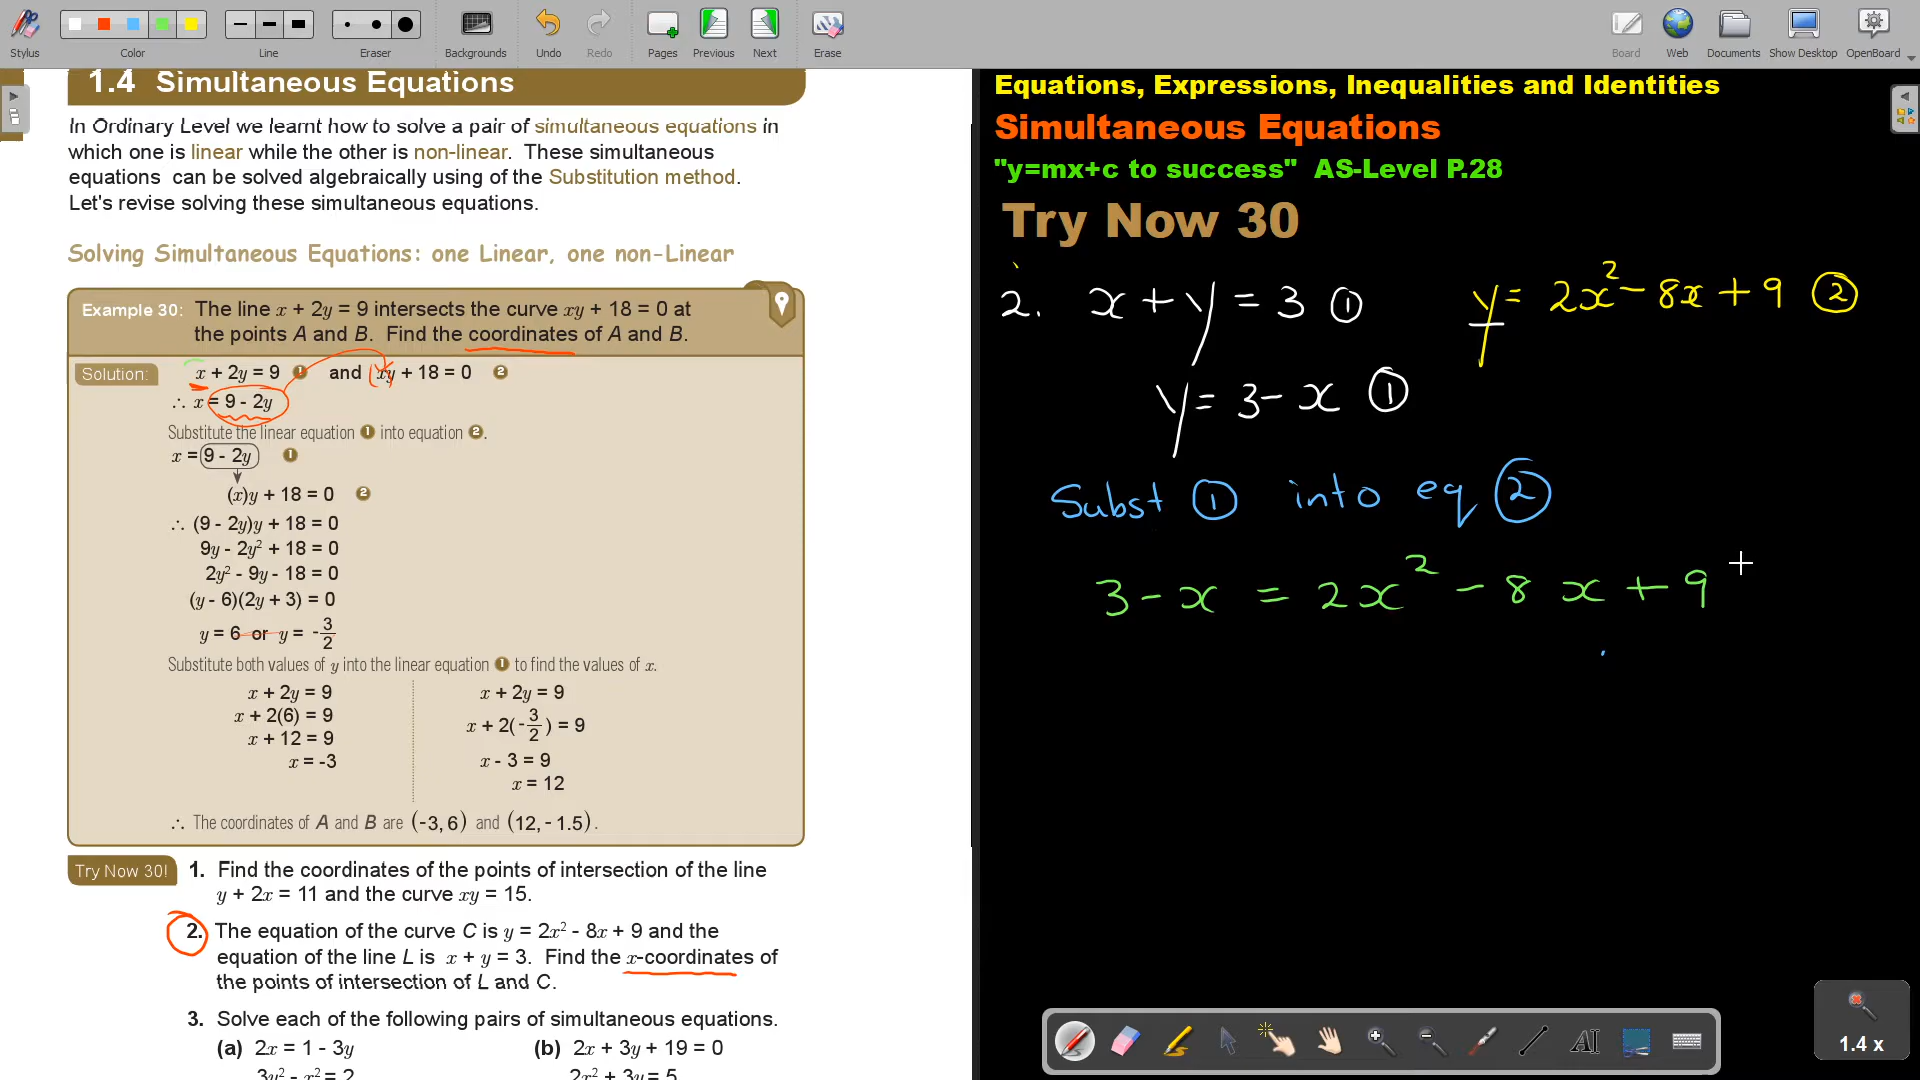 Stylus
Color
Line
Eraser
Backgrounds
Undo
Redo
Pages
Previous
Next
Erase
Board
Web
Documents
Show Desktop
OpenBoard
1.4 Simultaneous Equations
In Ordinary Level we learnt how to solve a pair of simultaneous equations in
which one is linear while the other is non-linear. These simultaneous
equations can be solved algebraically using of the Substitution method.
Let's revise solving these simultaneous equations.
Solving Simultaneous Equations: one Linear, one non-Linear
Example 30: The line x + 2y = 9 intersects the curve xy + 18 = 0 at
the points A and B. Find the coordinates of A and B.
Solution:
x + 2y = 9 ❶ and xy + 18 = 0 ❷
∴ x = 9 - 2y
Substitute the linear equation ❶ into equation ❷.
x = 9 - 2y ❶
(x)y + 18 = 0 ❷
∴ (9 - 2y)y + 18 = 0
9y - 2y² + 18 = 0
2y² - 9y - 18 = 0
(y - 6)(2y + 3) = 0
y = 6 or y = -3/2
Substitute both values of y into the linear equation ❶ to find the values of x.
x + 2y = 9
x + 2(6) = 9
x + 12 = 9
x = -3
x + 2y = 9
x + 2(-3/2) = 9
x - 3 = 9
x = 12
∴ The coordinates of A and B are (-3, 6) and (12, - 1.5).
Try Now 30!
1. Find the coordinates of the points of intersection of the line
y + 2x = 11 and the curve xy = 15.
2. The equation of the curve C is y = 2x² - 8x + 9 and the
equation of the line L is x + y = 3. Find the x-coordinates of
the points of intersection of L and C.
3. Solve each of the following pairs of simultaneous equations.
(a) 2x = 1 - 3y
3y² - x² = 2
(b) 2x + 3y + 19 = 0
2x² + 3y = 5
Equations, Expressions, Inequalities and Identities
Simultaneous Equations
"y=mx+c to success" AS-Level P.28
Try Now 30
2. x + y = 3 ① y = 2x² - 8x + 9 ②
y = 3 - x ①
Subst ① into eq ②
3 - x = 2x² - 8x + 9
1.4 x